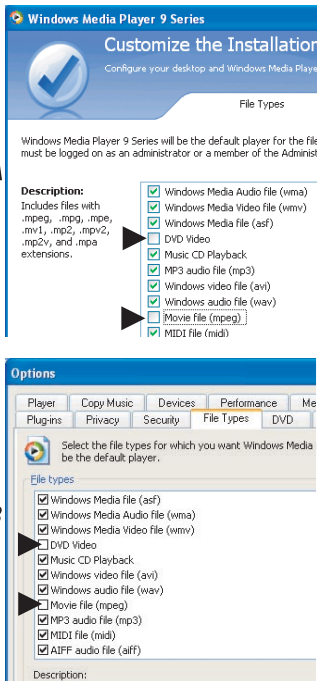 Windows Media Player 9 Series
Customize the Installation
Configure your desktop and Windows Media Playe
File Types
Windows Media Player 9 Series will be the default player for the file
must be logged on as an administrator or a member of the Administ
Description:
Includes files with
.mpeg, .mpg, .mpe,
.mv1, .mp2, .mpv2,
.mp2v, and .mpa
extensions.
Windows Media Audio file (wma)
Windows Media Video file (wmv)
Windows Media file (asf)
DVD Video
Music CD Playback
MP3 audio file (mp3)
Windows video file (avi)
Windows audio file (wav)
Movie file (mpeg)
MIDI file (midi)
Options
Player Copy Music Devices Performance Me
Plug-ins Privacy Security File Types DVD
Select the file types for which you want Windows Media
be the default player.
File types
Windows Media file (asf)
Windows Media Audio file (wma)
Windows Media Video file (wmv)
DVD Video
Music CD Playback
Windows video file (avi)
Windows audio file (wav)
Movie file (mpeg)
MP3 audio file (mp3)
MIDI file (midi)
AIFF audio file (aiff)
Description: